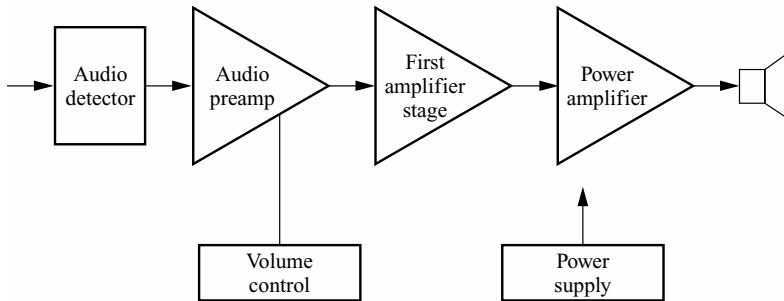 Audio
detector
Audio
preamp
First
amplifier
stage
Power
amplifier
Volume
control
Power
supply